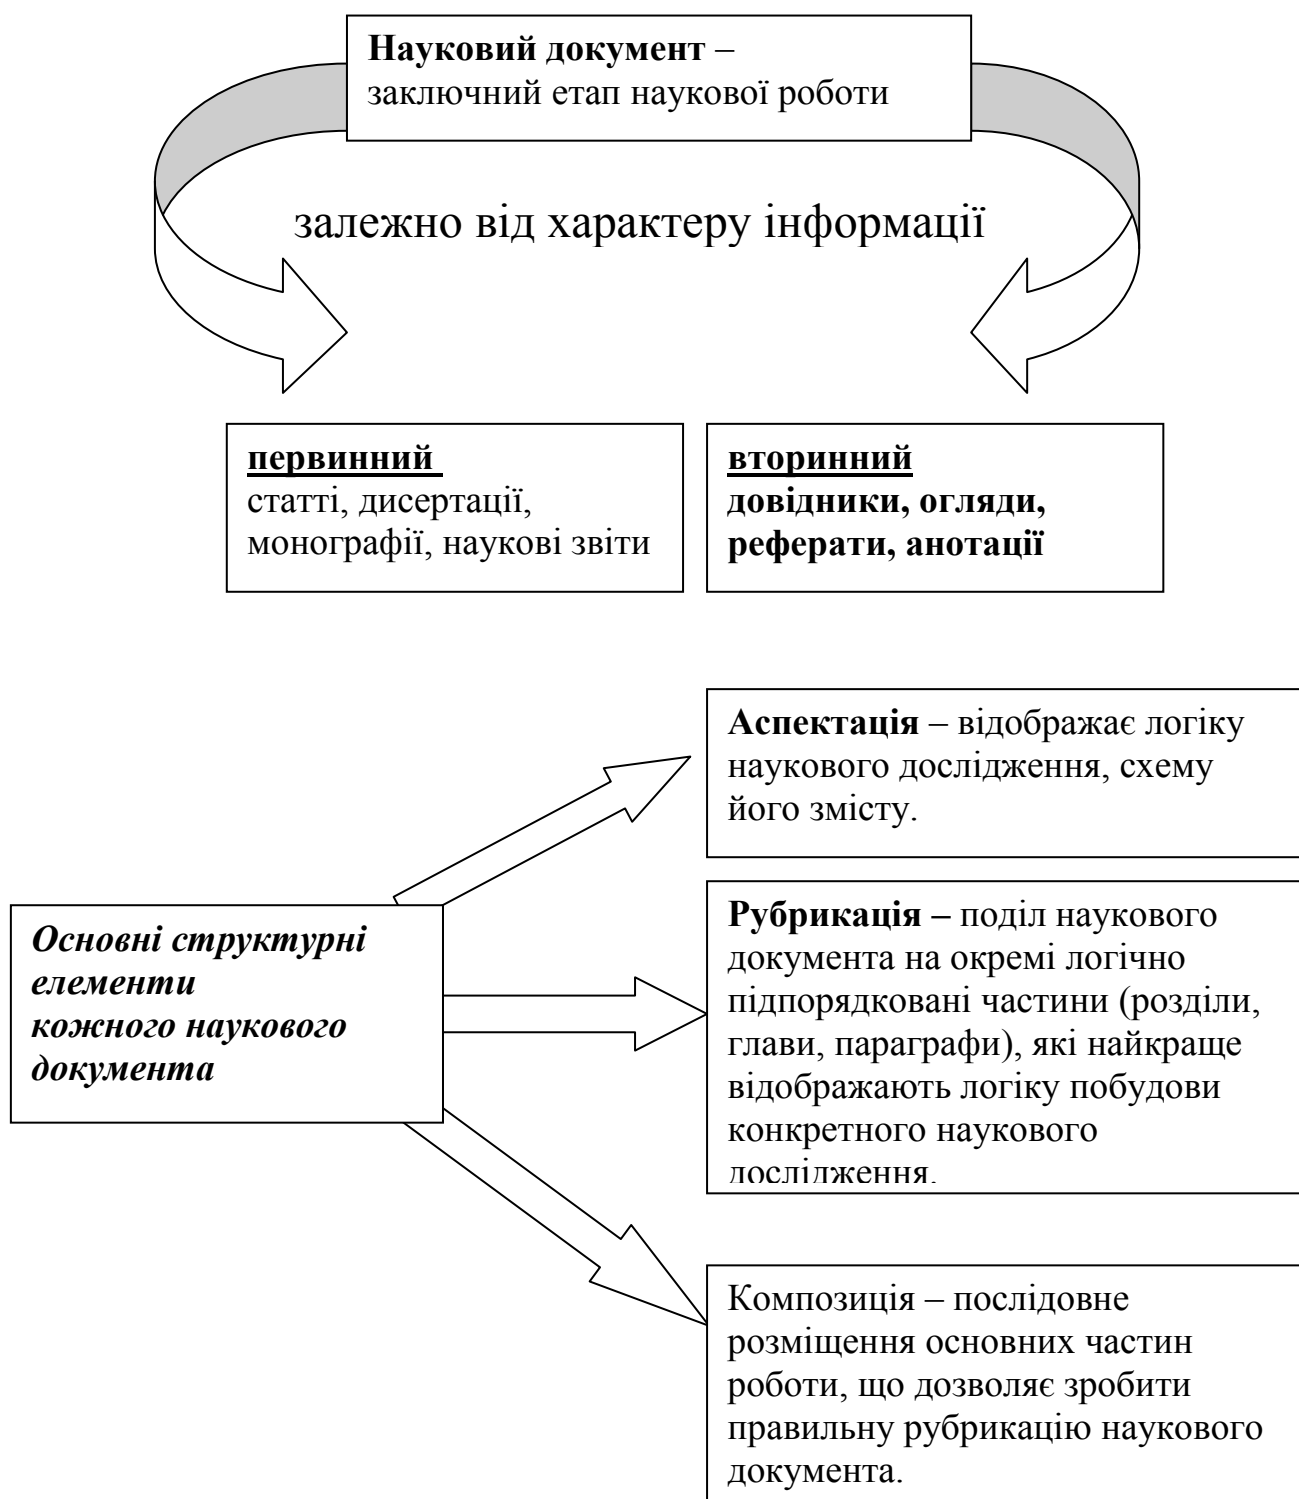 Науковий документ –
заключний етап наукової роботи
залежно від характеру інформації
первинний
статті, дисертації,
монографії, наукові звіти
вторинний
довідники, огляди,
реферати, анотації
Аспектація – відображає логіку
наукового дослідження, схему
його змісту.
Основні структурні
елементи
кожного наукового
документа
Рубрикація – поділ наукового
документа на окремі логічно
підпорядковані частини (розділи,
глави, параграфи), які найкраще
відображають логіку побудови
конкретного наукового
дослідження.
Композиція – послідовне
розміщення основних частин
роботи, що дозволяє зробити
правильну рубрикацію наукового
документа.